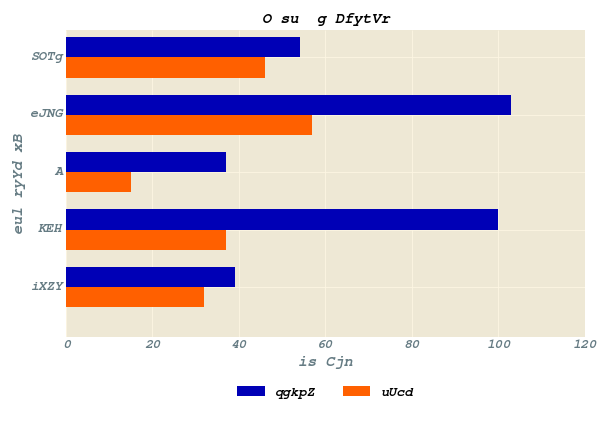 O su  g DfytVr
SOTg
eJNG
A
KEH
iXZY
eul ryYd xB
0 20 40 60 80 100 120
is Cjn
qgkpZ uUcd